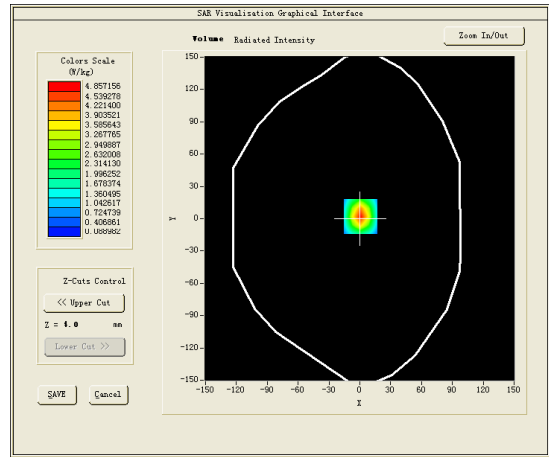 SAR Visualisation Graphical Interface
Volume Radiated Intensity
Zoom In/Out
Colors Scale
(W/kg)
4.857156
4.539278
4.221400
3.903521
3.585643
3.267765
2.949887
2.632008
2.314130
1.996252
1.678374
1.360495
1.042617
0.724739
0.406861
0.088982
Y
150
120
90
60
30
0
-30
-60
-90
-120
-150
-150 -120 -90 -60 -30 0 30 60 90 120 150
X
Z-Cuts Control
<< Upper Cut
Z = 4.0 mm
Lower Cut >>
SAVE
Cancel